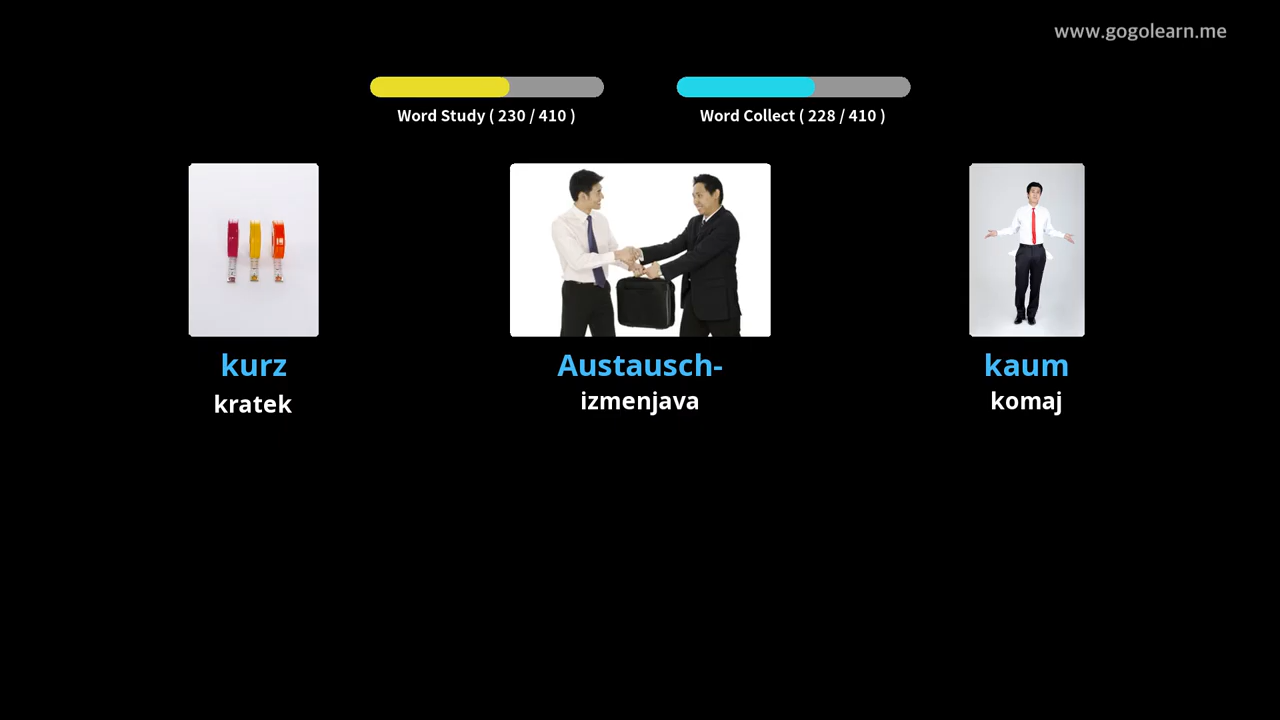 www.gogolearn.me
Word Study ( 230 / 410 )
Word Collect ( 228 / 410 )
kurz
Austausch-
kaum
kratek
izmenjava
komaj